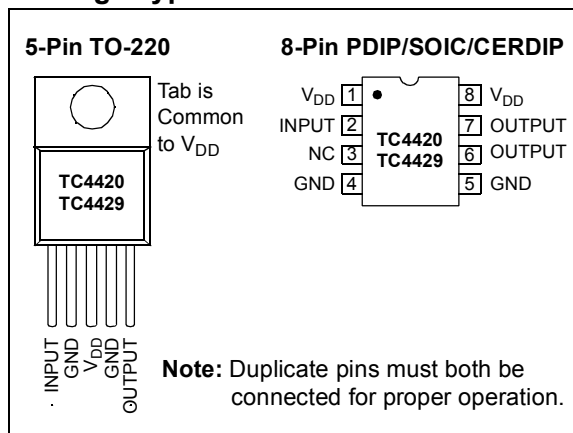 5-Pin TO-220
Tab is
Common
to VDD
TC4420
TC4429
INPUT
GND
VDD
GND
OUTPUT
8-Pin PDIP/SOIC/CERDIP
VDD 1 8 VDD
INPUT 2 7 OUTPUT
NC 3 6 OUTPUT
GND 4 5 GND
TC4420
TC4429
Note: Duplicate pins must both be
connected for proper operation.